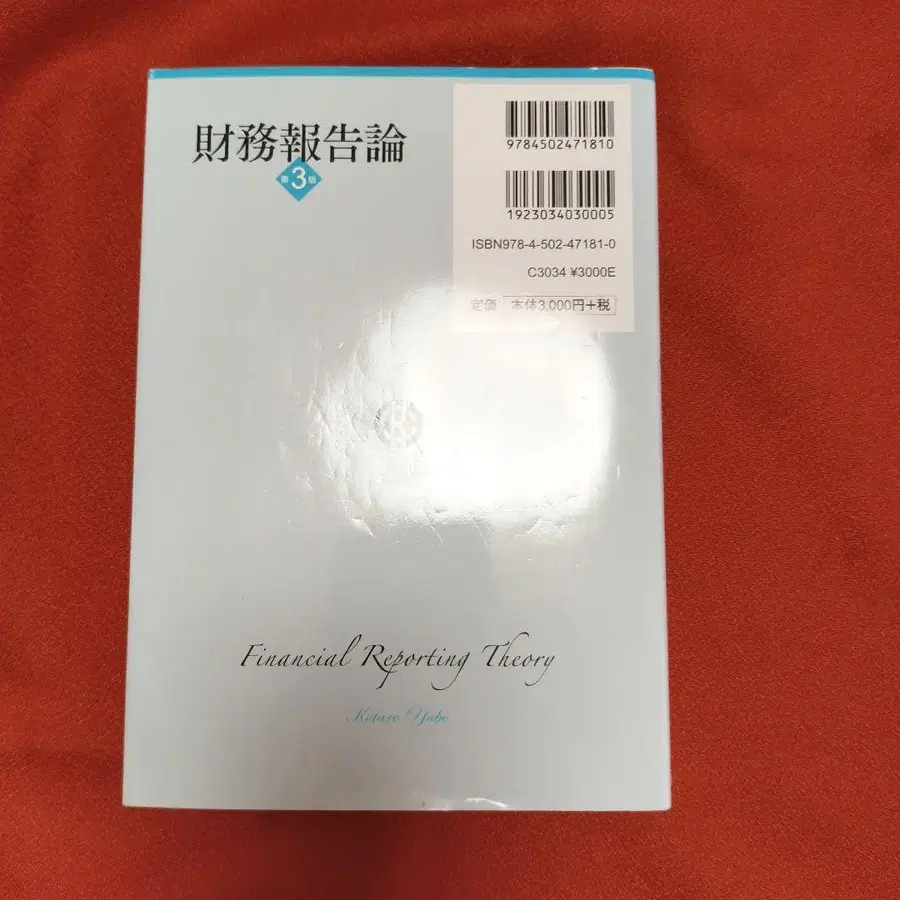 財務報告論
第3版
9784502471810
1923034030005
ISBN978-4-502-47181-0
C3034 ¥3000E
定価 本体3,000円+税
Financial Reporting Theory
Kotaro Yabe